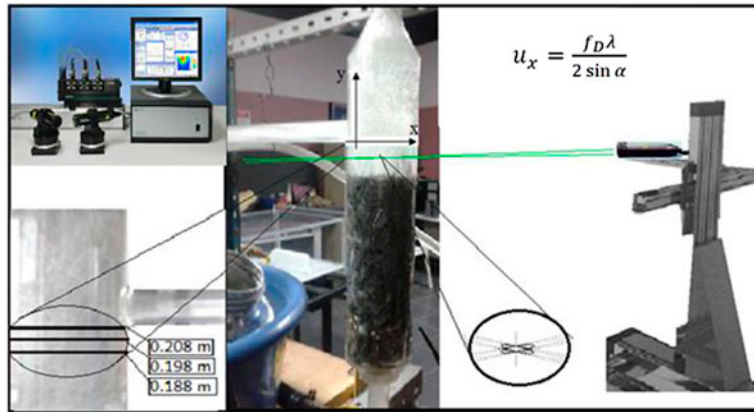 u_x = f_D λ / 2 sin α
y
x
0.208 m
0.198 m
0.188 m